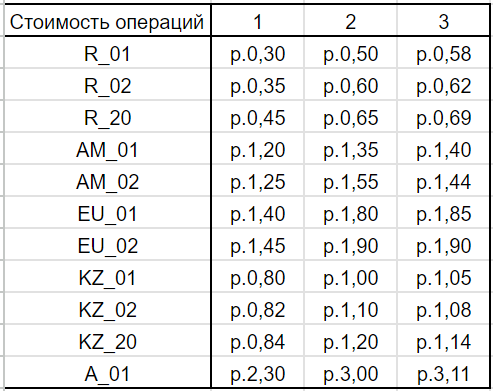 Стоимость операций 1 2 3
R_01 р.0,30 р.0,50 р.0,58
R_02 р.0,35 р.0,60 р.0,62
R_20 р.0,45 р.0,65 р.0,69
AM_01 р.1,20 р.1,35 р.1,40
AM_02 р.1,25 р.1,55 р.1,44
EU_01 р.1,40 р.1,80 р.1,85
EU_02 р.1,45 р.1,90 р.1,90
KZ_01 р.0,80 р.1,00 р.1,05
KZ_02 р.0,82 р.1,10 р.1,08
KZ_20 р.0,84 р.1,20 р.1,14
A_01 р.2,30 р.3,00 р.3,11